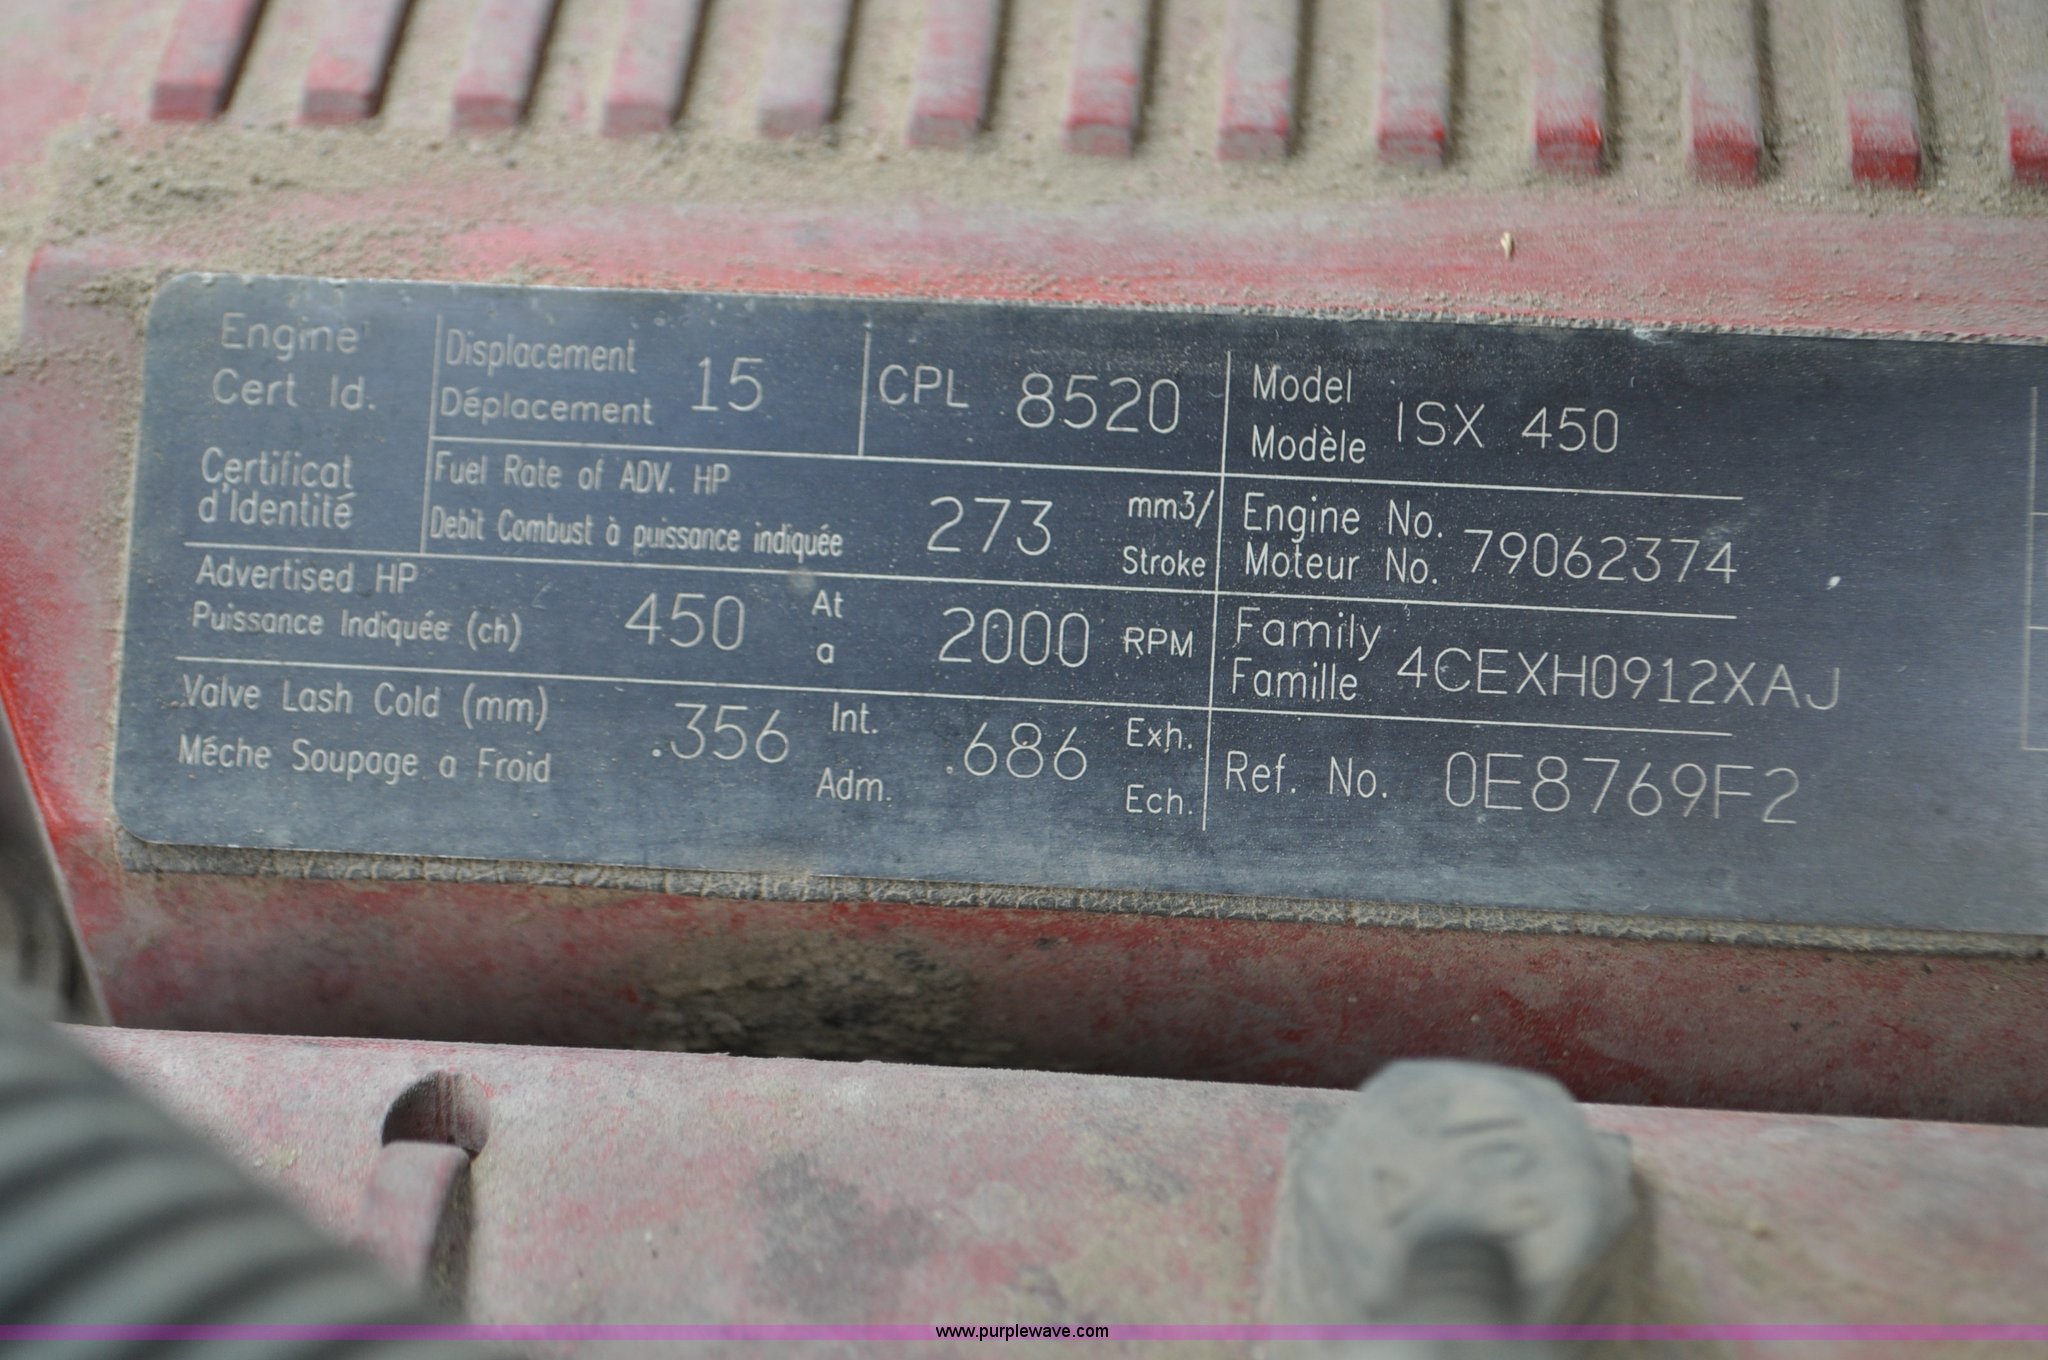 Engine
Cert Id.
Certificat
d'Identité
Displacement
Déplacement
15
CPL 8520
Model
Modèle
ISX 450
Fuel Rate of ADV. HP
Debit Combust à puissance indiquée
273
mm3/
Stroke
Engine No.
Moteur No.
79062374
Advertised HP
Puissance Indiquée (ch)
450
At
a
2000 RPM
Family
Famille
4CEXH0912XAJ
Valve Lash Cold (mm)
Méche Soupage a Froid
.356
Int.
Adm.
.686
Exh.
Ech.
Ref. No. 0E8769F2
www.purplewave.com